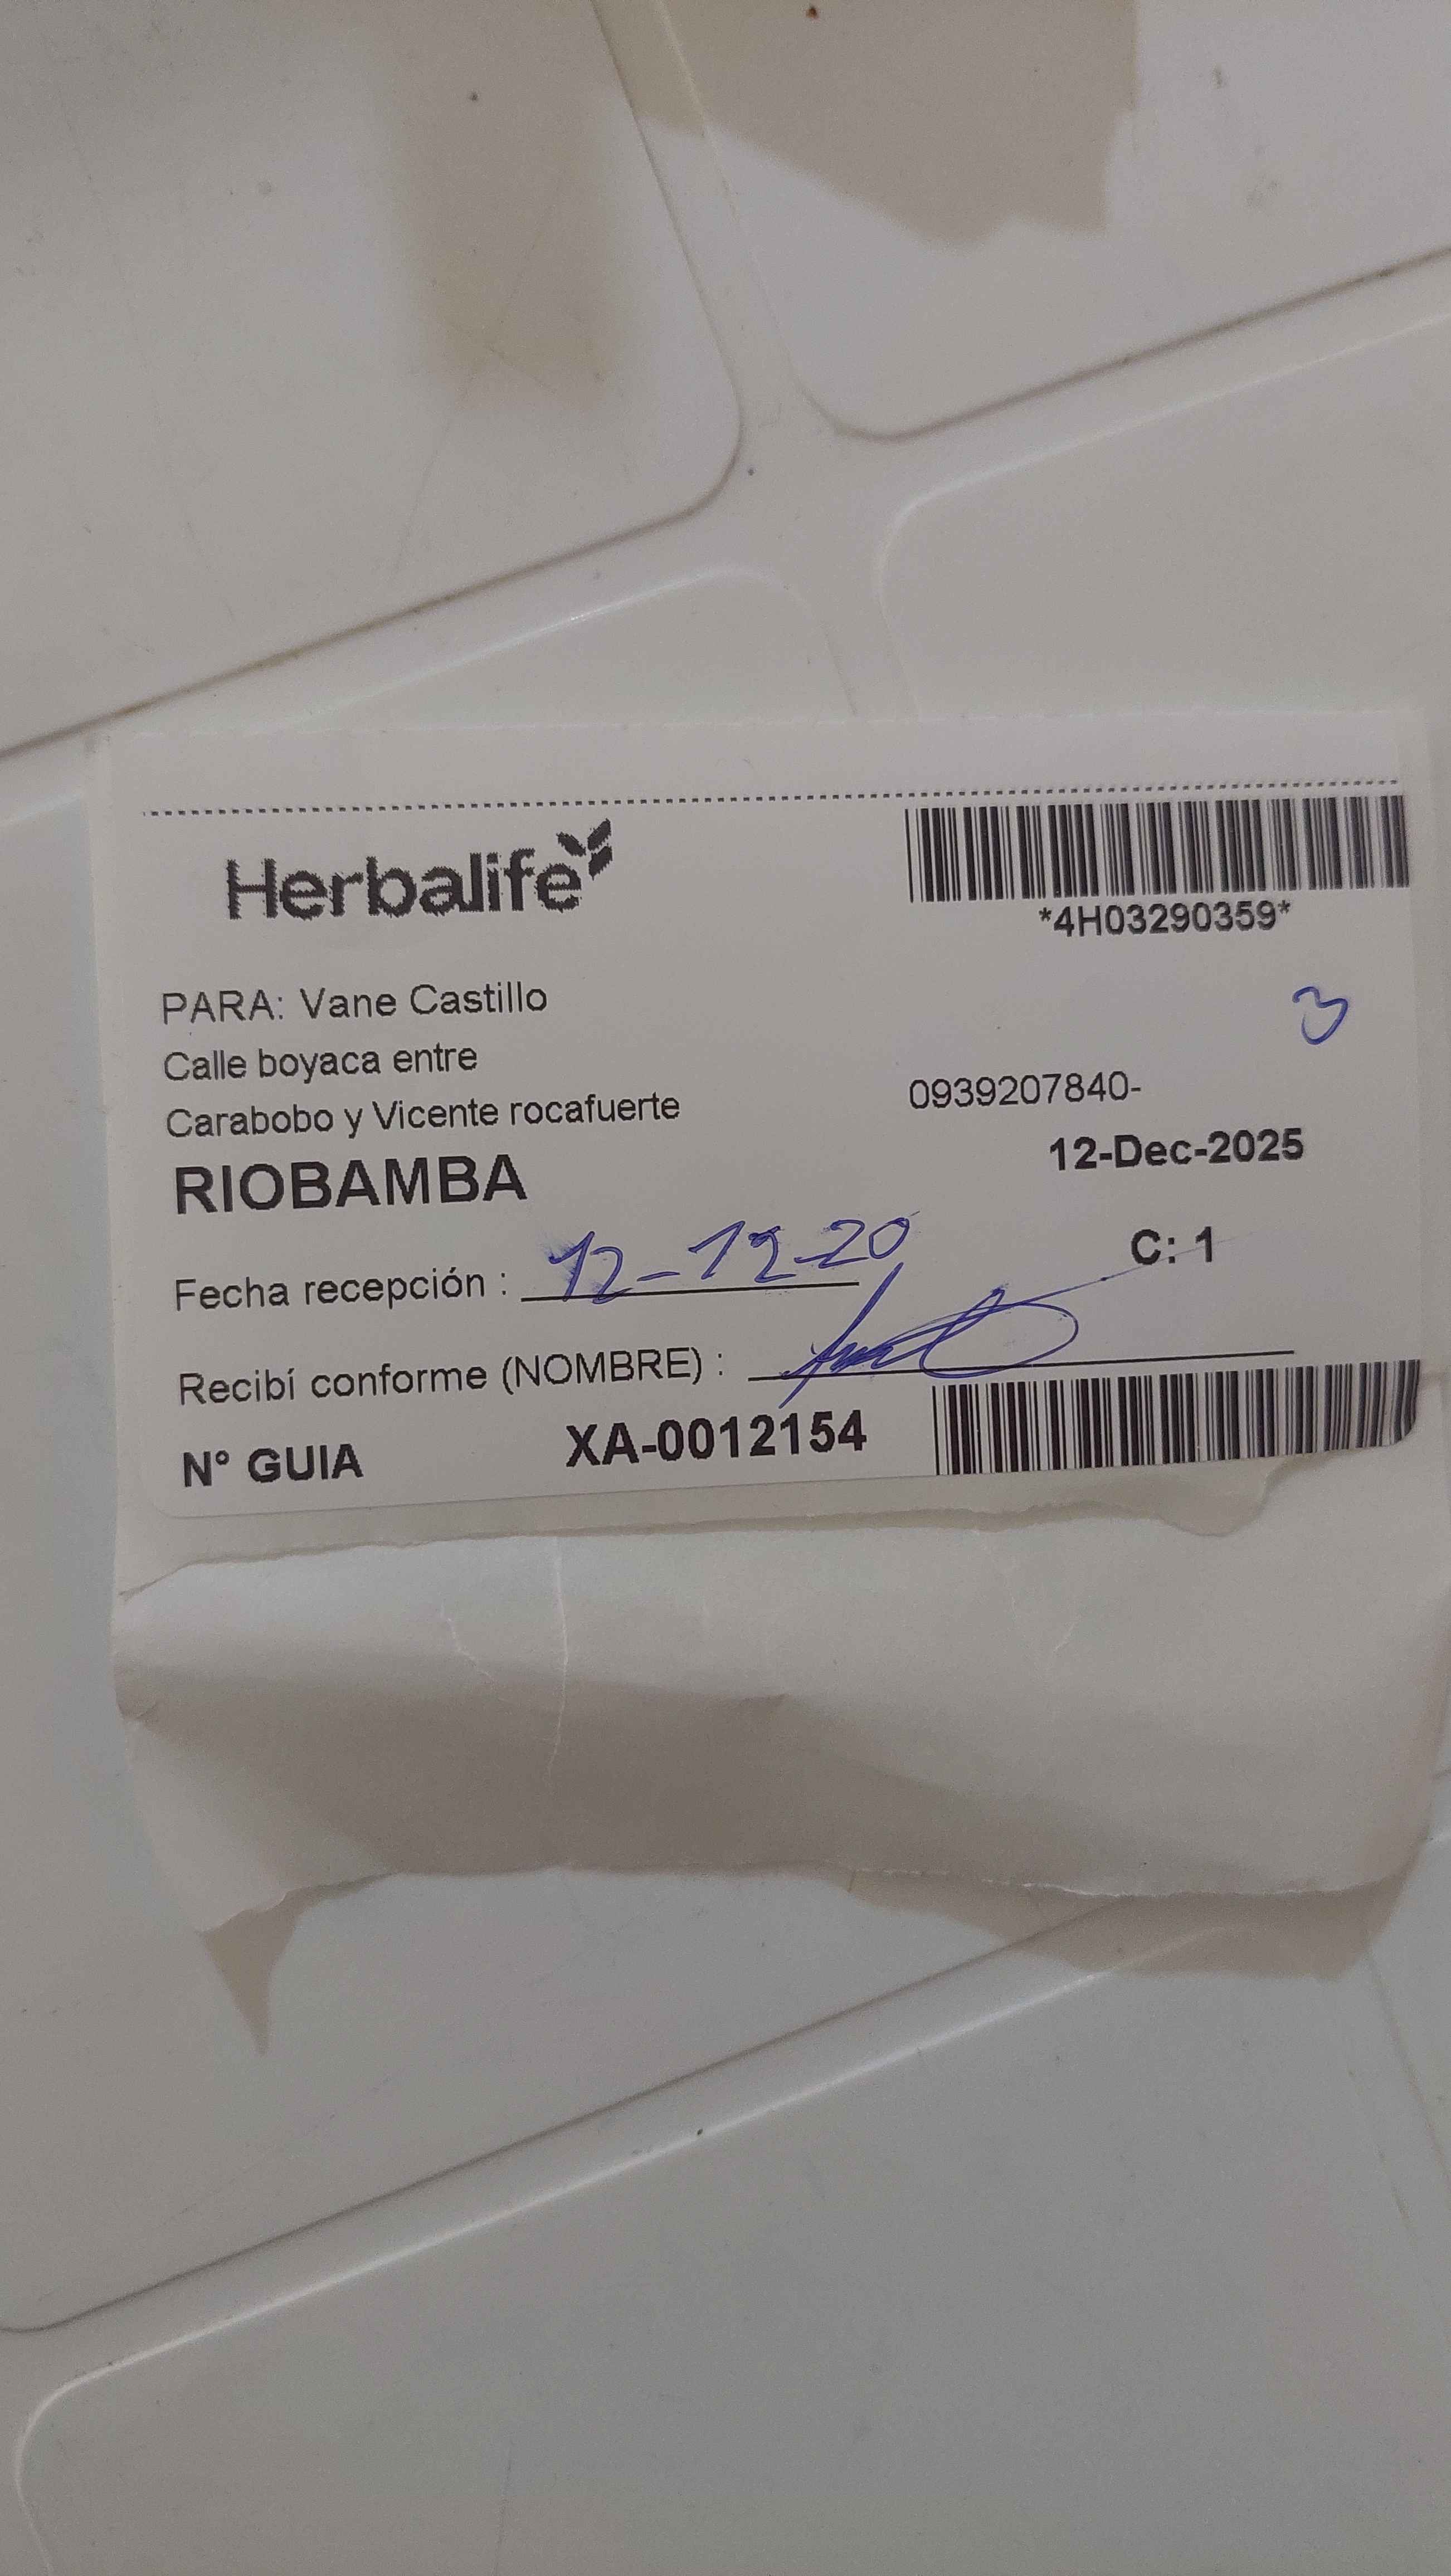 Herbalife
*4H03290359*
PARA: Vane Castillo
3
Calle boyaca entre
0939207840-
Carabobo y Vicente rocafuerte
12-Dec-2025
RIOBAMBA
C: 1
Fecha recepción : 12-12-20
Recibí conforme (NOMBRE) :
N° GUIA XA-0012154